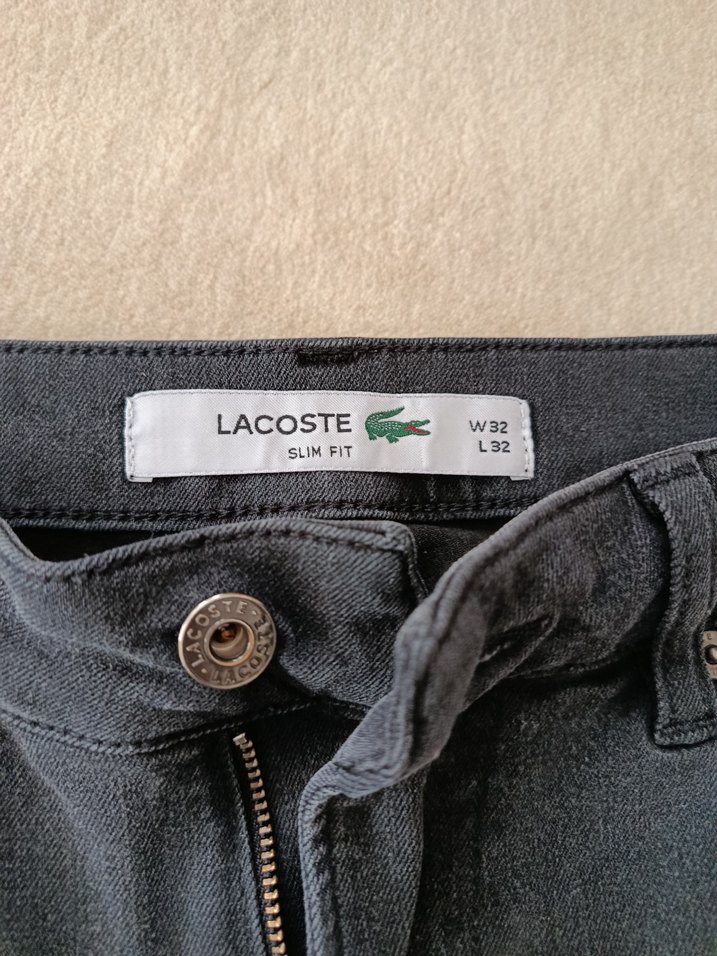 LACOSTE
SLIM FIT
W32
L32
LACOSTE • LACOSTE •